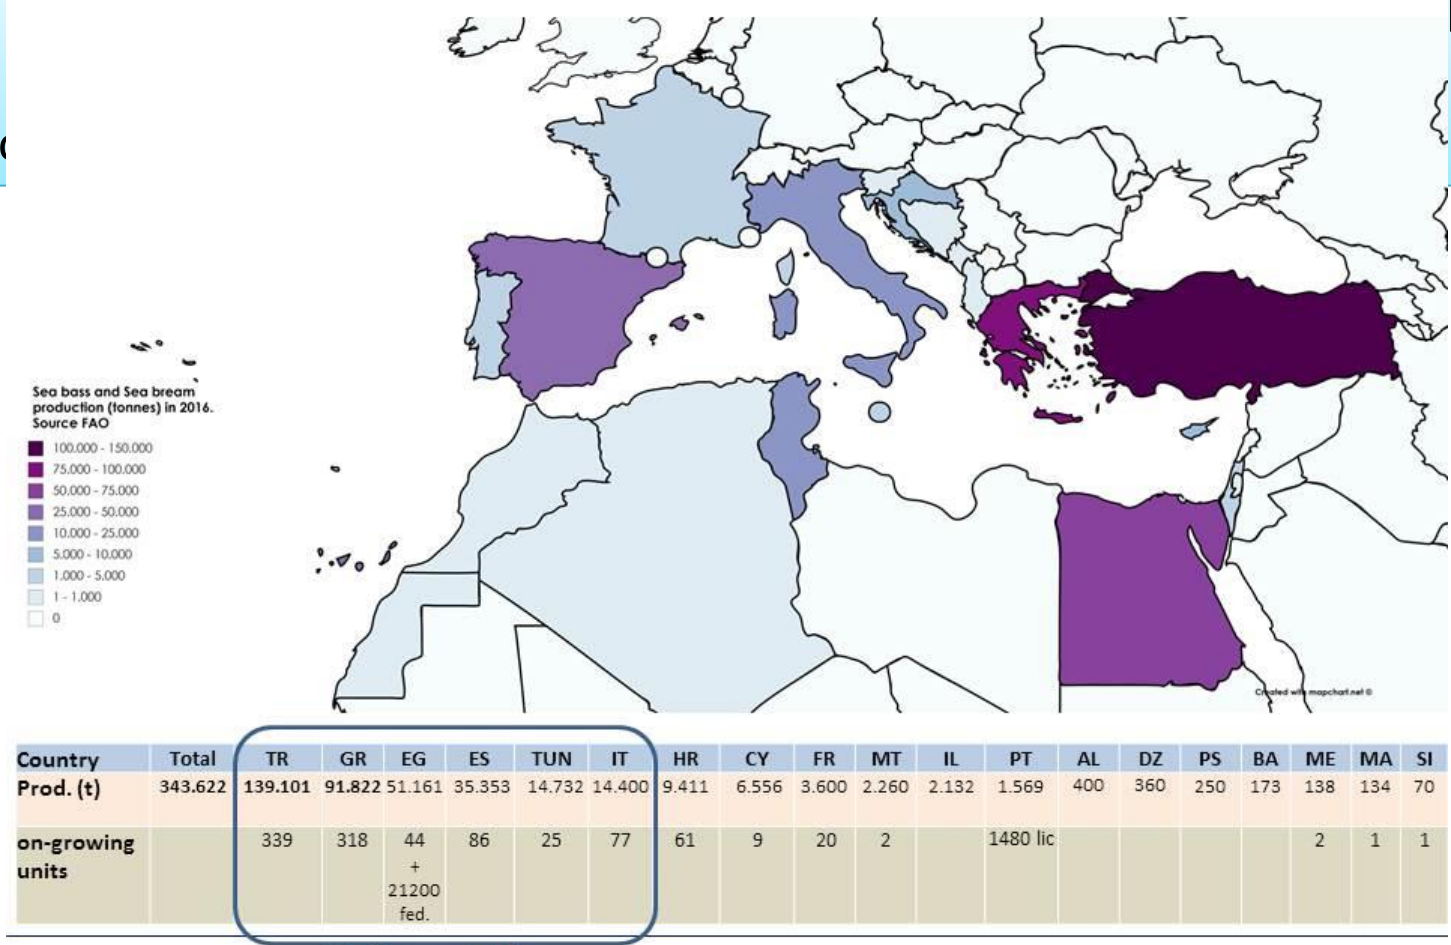 Sea bass and Sea bream
production (tonnes) in 2016.
Source FAO
100.000 - 150.000
75.000 - 100.000
50.000 - 75.000
25.000 - 50.000
10.000 - 25.000
5.000 - 10.000
1.000 - 5.000
1 - 1.000
0
Created with mapchart.net ©
Country Total TR GR EG ES TUN IT HR CY FR MT IL PT AL DZ PS BA ME MA SI
Prod. (t) 343.622 139.101 91.822 51.161 35.353 14.732 14.400 9.411 6.556 3.600 2.260 2.132 1.569 400 360 250 173 138 134 70
on-growing 339 318 44 86 25 77 61 9 20 2 1480 lic 2 1 1
units +
21200
fed.